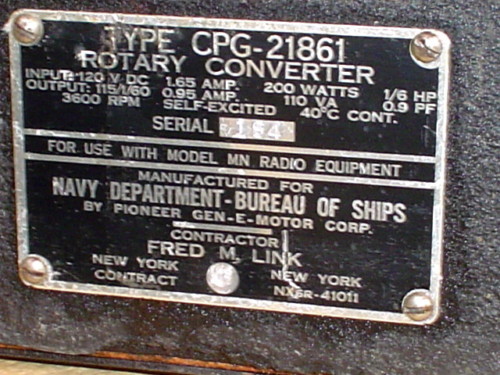 TYPE CPG-21861
ROTARY CONVERTER
INPUT: 120 V DC 1.65 AMP. 200 WATTS 1/6 HP
OUTPUT: 115/1/60 0.95 AMP. 110 VA 0.9 PF
3600 RPM SELF-EXCITED 40°C CONT.
SERIAL 164
FOR USE WITH MODEL MN RADIO EQUIPMENT
MANUFACTURED FOR
NAVY DEPARTMENT-BUREAU OF SHIPS
BY PIONEER GEN-E-MOTOR CORP.
CONTRACTOR
FRED M. LINK
NEW YORK NEW YORK
CONTRACT NXSR-41011